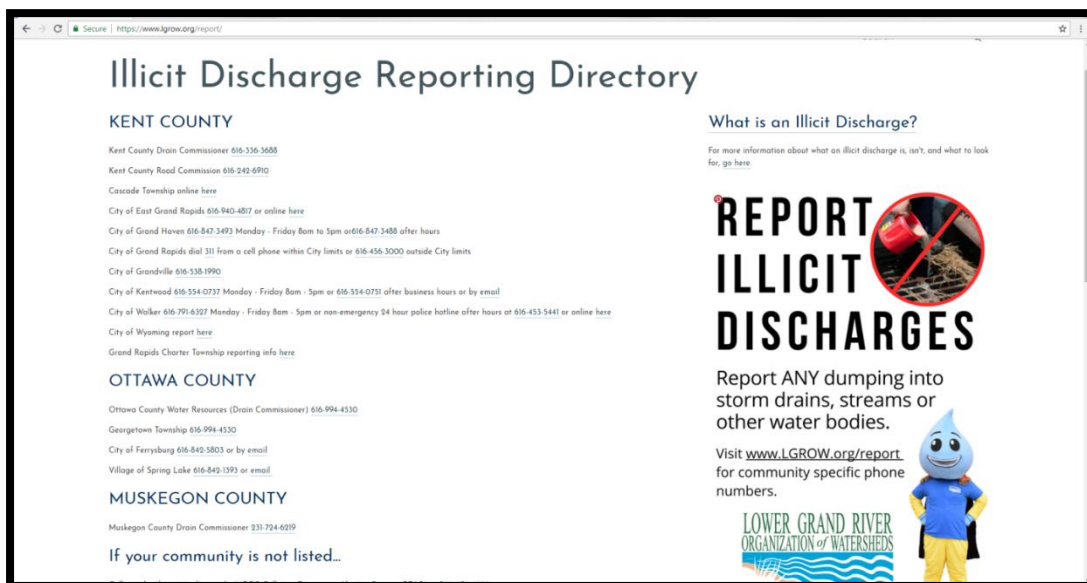 Secure | https://www.lgrow.org/report/
Illicit Discharge Reporting Directory
KENT COUNTY
Kent County Drain Commissioner 616-336-3688
Kent County Road Commission 616-242-6910
Cascade Township online here
City of East Grand Rapids 616-940-4817 or online here
City of Grand Haven 616-847-3493 Monday - Friday 8am to 5pm or616-847-3488 after hours
City of Grand Rapids dial 311 from a cell phone within City limits or 616-456-3000 outside City limits
City of Grandville 616-538-1990
City of Kentwood 616-554-0737 Monday - Friday 8am - 5pm or 616-554-0751 after business hours or by email
City of Walker 616-791-6327 Monday - Friday 8am - 5pm or non-emergency 24 hour police hotline after hours at 616-453-5441 or online here
City of Wyoming report here
Grand Rapids Charter Township reporting info here
OTTAWA COUNTY
Ottawa County Water Resources (Drain Commissioner) 616-994-4530
Georgetown Township 616-994-4530
City of Ferrysburg 616-842-5803 or by email
Village of Spring Lake 616-842-1393 or email
MUSKEGON COUNTY
Muskegon County Drain Commissioner 231-724-6219
If your community is not listed...
What is an Illicit Discharge?
For more information about what an illicit discharge is, isn't, and what to look
for, go here
REPORT
ILLICIT
DISCHARGES
Report ANY dumping into
storm drains, streams or
other water bodies.
Visit www.LGROW.org/report
for community specific phone
numbers.
LOWER GRAND RIVER
ORGANIZATION of WATERSHEDS